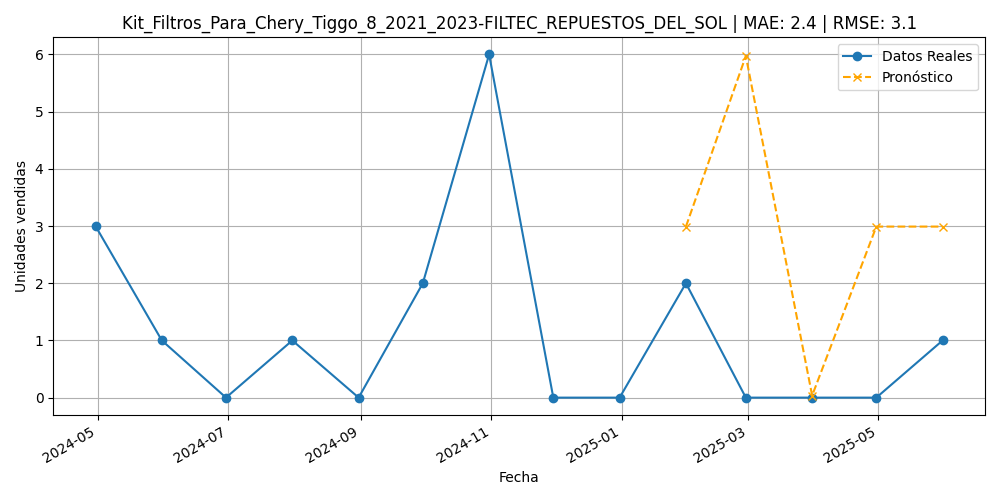 Kit_Filtros_Para_Chery_Tiggo_8_2021_2023-FILTEC_REPUESTOS_DEL_SOL | MAE: 2.4 | RMSE: 3.1
Datos Reales
Pronóstico
Unidades vendidas
6
5
4
3
2
1
0
2024-05
2024-07
2024-09
2024-11
2025-01
2025-03
2025-05
Fecha